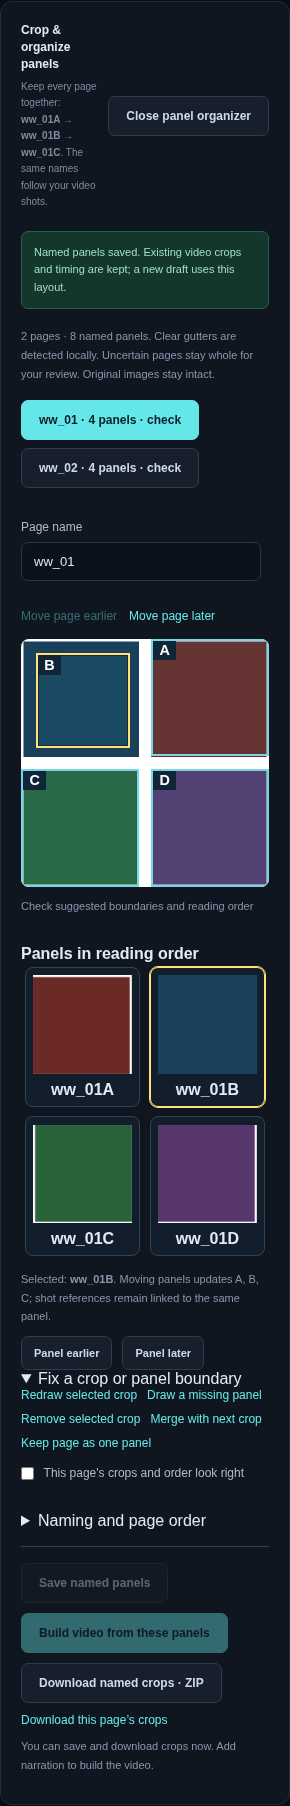 Crop &
organize
panels
Keep every page
together:
ww_01A →
ww_01B →
ww_01C. The
same names
follow your video
shots.
Close panel organizer
Named panels saved. Existing video crops
and timing are kept; a new draft uses this
layout.
2 pages · 8 named panels. Clear gutters are
detected locally. Uncertain pages stay whole for
your review. Original images stay intact.
ww_01 · 4 panels · check
ww_02 · 4 panels · check
Page name
ww_01
Move page earlier Move page later
B
A
C
D
Check suggested boundaries and reading order
Panels in reading order
ww_01A
ww_01B
ww_01C
ww_01D
Selected: ww_01B. Moving panels updates A, B,
C; shot references remain linked to the same
panel.
Panel earlier
Panel later
▼ Fix a crop or panel boundary
Redraw selected crop Draw a missing panel
Remove selected crop Merge with next crop
Keep page as one panel
This page's crops and order look right
▶ Naming and page order
Save named panels
Build video from these panels
Download named crops · ZIP
Download this page's crops
You can save and download crops now. Add
narration to build the video.